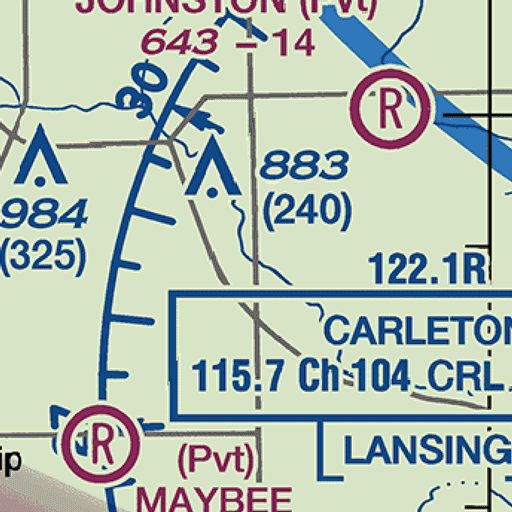 JOHNSTON (Pvt)
643 – 14
30
R
883
(240)
984
(325)
122.1R
CARLETON
115.7 Ch 104 CRL
LANSING
R
ip
(Pvt)
MAYBEE